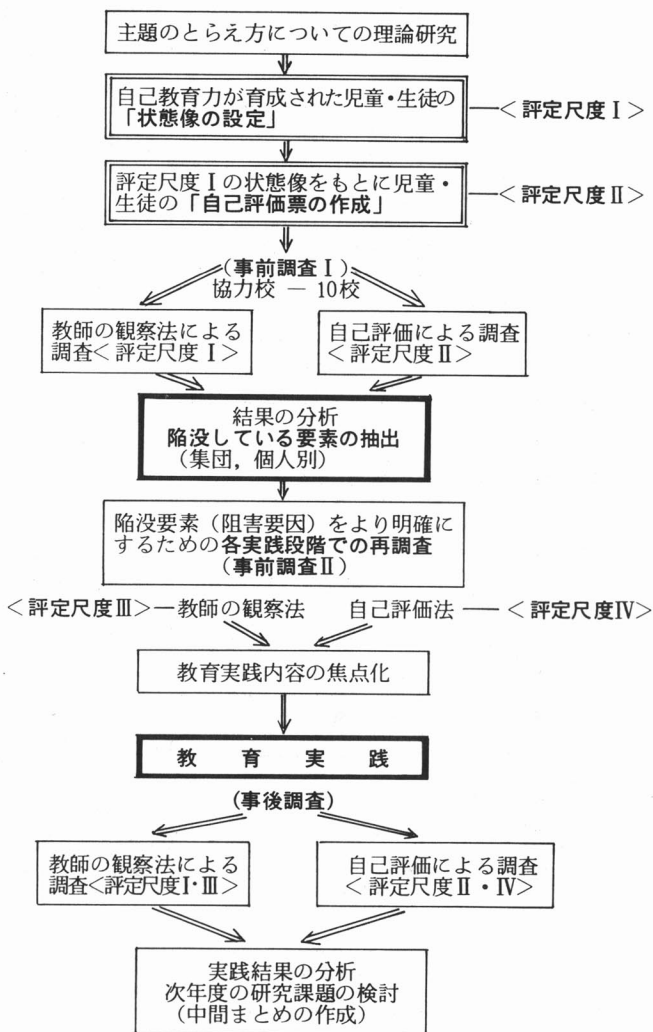 主題のとらえ方についての理論研究
自己教育力が育成された児童・生徒の
「状態像の設定」
<評定尺度Ⅰ>
評定尺度Ⅰの状態像をもとに児童・
生徒の「自己評価票の作成」
<評定尺度Ⅱ>
(事前調査Ⅰ)
協力校 — 10校
教師の観察法による
調査<評定尺度Ⅰ>
自己評価による調査
<評定尺度Ⅱ>
結果の分析
陥没している要素の抽出
(集団,個人別)
陥没要素(阻害要因)をより明確に
するための各実践段階での再調査
(事前調査Ⅱ)
<評定尺度Ⅲ>—教師の観察法
自己評価法—<評定尺度Ⅳ>
教育実践内容の焦点化
教育実践
(事後調査)
教師の観察法による
調査<評定尺度Ⅰ・Ⅲ>
自己評価による調査
<評定尺度Ⅱ・Ⅳ>
実践結果の分析
次年度の研究課題の検討
(中間まとめの作成)